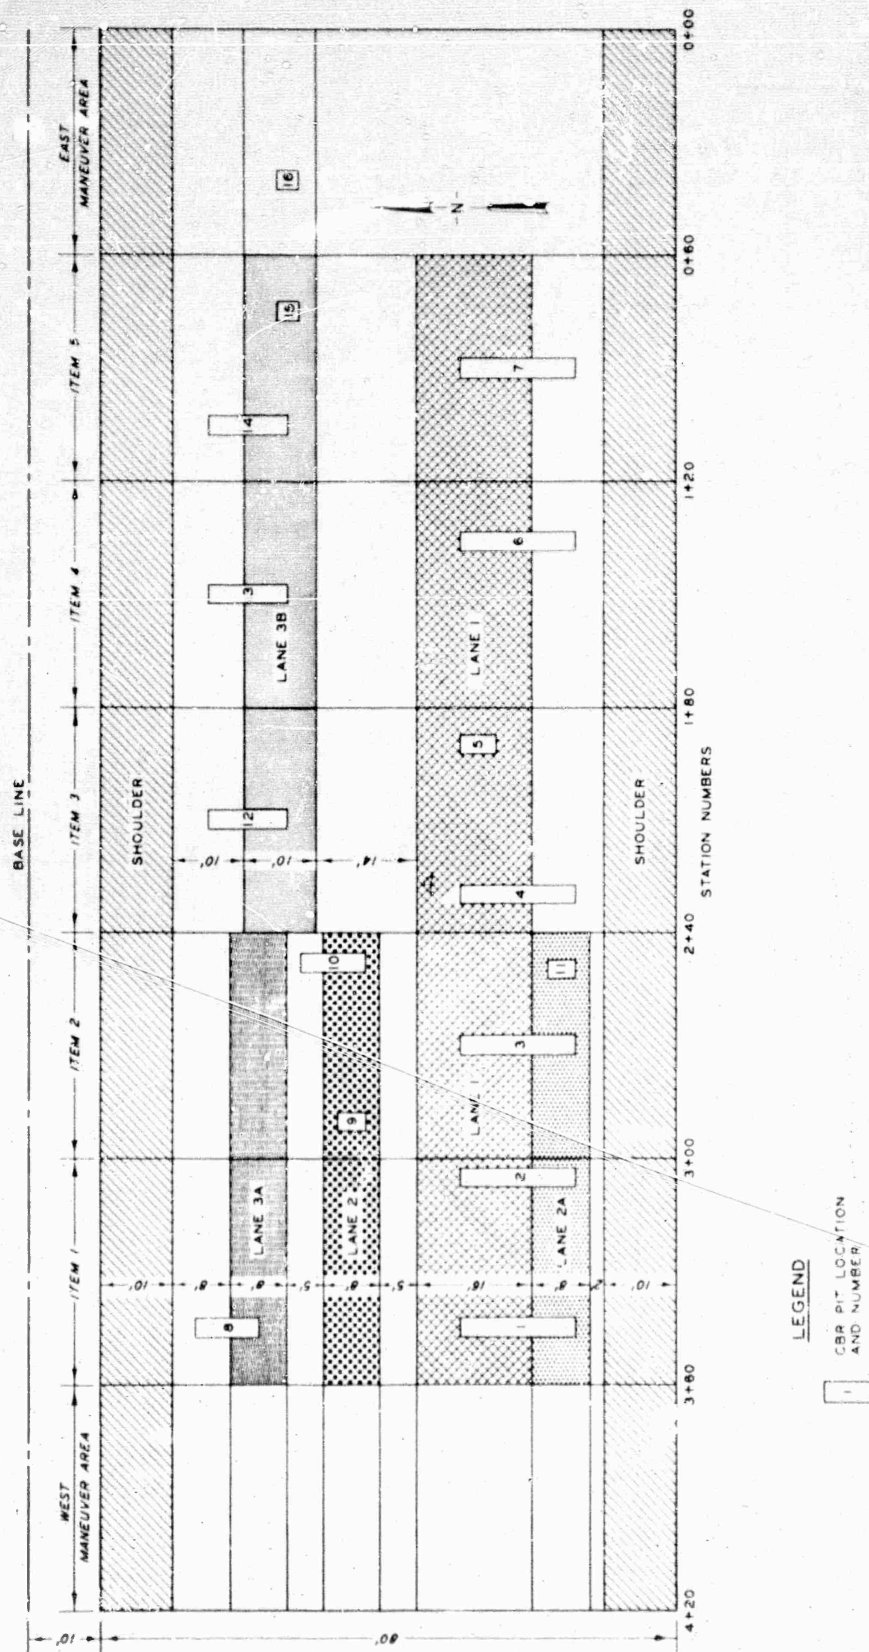 BASE LINE
10'
WEST
MANEUVER AREA
ITEM 1
ITEM 2
ITEM 3
ITEM 4
ITEM 5
EAST
MANEUVER AREA
80'
SHOULDER
10'
8'
8'
5'
8'
5'
16'
8'
2'
10'
10'
10'
14'
8
12
3
14
LANE 3A
LANE 3B
15
16
10
LANE 2
9
-N-
LANE 1
LANE 1
1
2
3
4
5
6
7
LANE 2A
11
SHOULDER
4+20
3+60
3+00
2+40
1+80
1+20
0+60
0+00
STATION NUMBERS
LEGEND
1
CBR PIT LOCATION
AND NUMBER